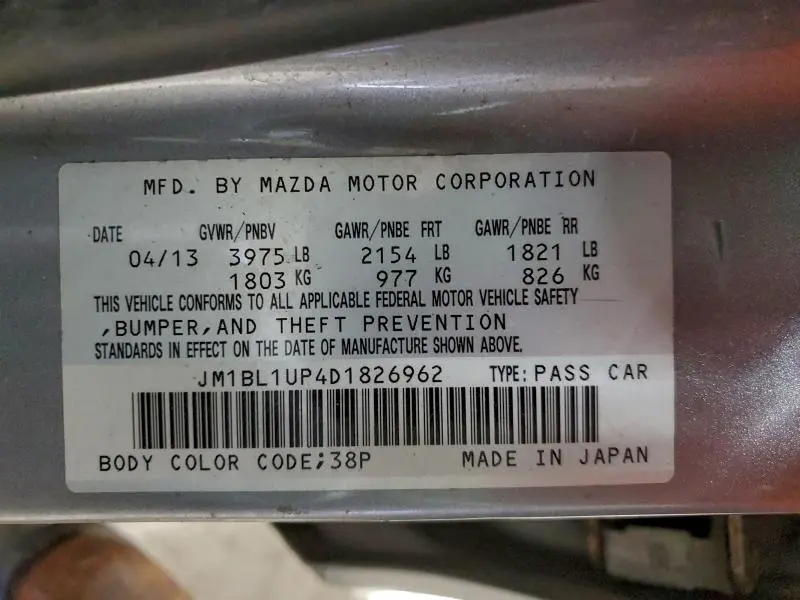 MFD. BY MAZDA MOTOR CORPORATION
DATE GVWR/PNBV GAWR/PNBE FRT GAWR/PNBE RR
04/13 3975 LB 2154 LB 1821 LB
1803 KG 977 KG 826 KG
THIS VEHICLE CONFORMS TO ALL APPLICABLE FEDERAL MOTOR VEHICLE SAFETY
,BUMPER,AND THEFT PREVENTION
STANDARDS IN EFFECT ON THE DATE OF MANUFACTURE SHOWN ABOVE.
JM1BL1UP4D1826962 TYPE: PASS CAR
BODY COLOR CODE;38P MADE IN JAPAN